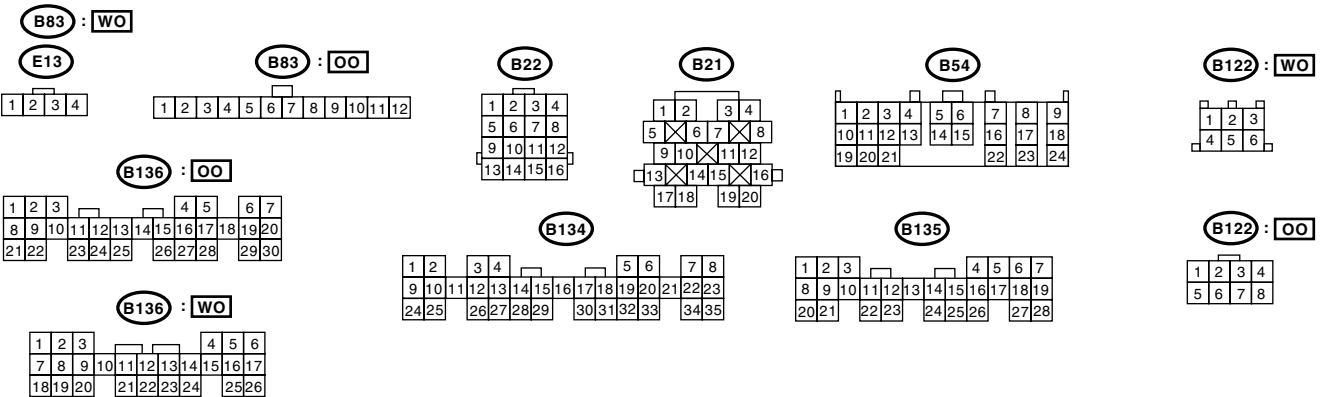 B83 : WO
E13
1 2 3 4
B83 : OO
1 2 3 4 5 6 7 8 9 10 11 12
B22
1 2 3 4
5 6 7 8
9 10 11 12
13 14 15 16
B21
1 2 3 4
5 6 7 8
9 10 11 12
13 14 15 16
17 18 19 20
B54
1 2 3 4 5 6 7 8 9
10 11 12 13 14 15 16 17 18
19 20 21 22 23 24
B122 : WO
1 2 3
4 5 6
B136 : OO
1 2 3 4 5 6 7
8 9 10 11 12 13 14 15 16 17 18 19 20
21 22 23 24 25 26 27 28 29 30
B134
1 2 3 4 5 6 7 8
9 10 11 12 13 14 15 16 17 18 19 20 21 22 23
24 25 26 27 28 29 30 31 32 33 34 35
B135
1 2 3 4 5 6 7
8 9 10 11 12 13 14 15 16 17 18 19
20 21 22 23 24 25 26 27 28
B122 : OO
1 2 3 4
5 6 7 8
B136 : WO
1 2 3 4 5 6
7 8 9 10 11 12 13 14 15 16 17
18 19 20 21 22 23 24 25 26